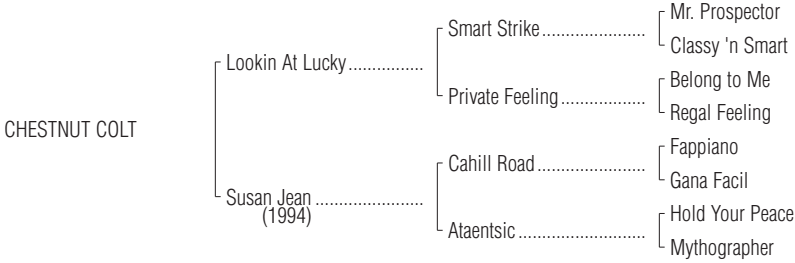 Mr. Prospector
Smart Strike......................
Classy 'n Smart
Lookin At Lucky................
Belong to Me
Private Feeling..................
Regal Feeling
CHESTNUT COLT
Fappiano
Cahill Road.......................
Gana Facil
Susan Jean.......................
(1994)
Hold Your Peace
Ataentsic...........................
Mythographer